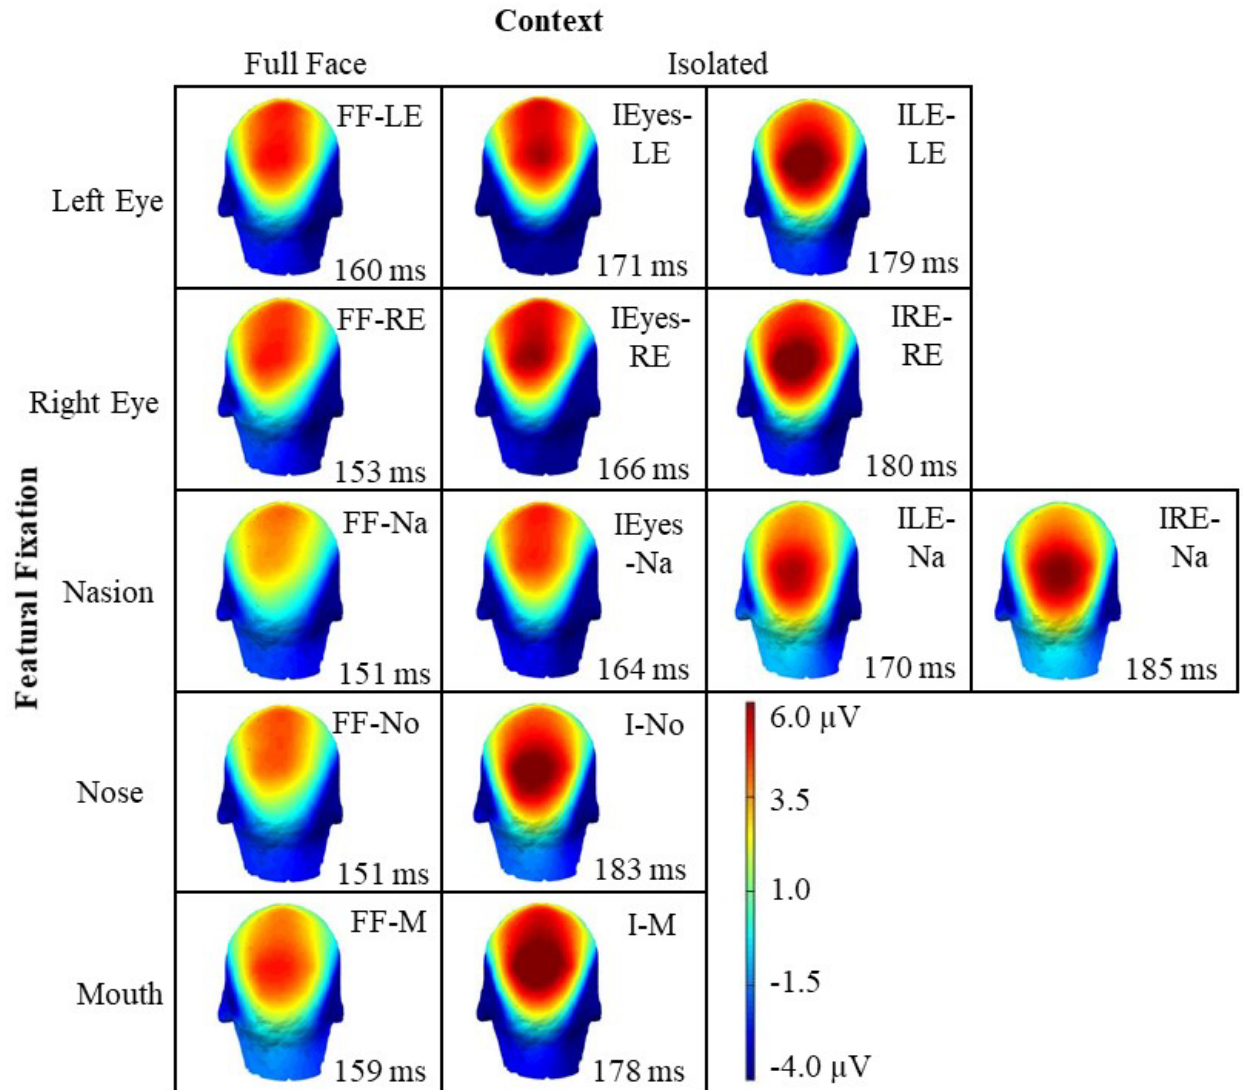 Context
Full Face
Isolated
Featural Fixation
Left Eye
FF-LE
160 ms
IEyes-
LE
171 ms
ILE-
LE
179 ms
Right Eye
FF-RE
153 ms
IEyes-
RE
166 ms
IRE-
RE
180 ms
Nasion
FF-Na
151 ms
IEyes
-Na
164 ms
ILE-
Na
170 ms
IRE-
Na
185 ms
Nose
FF-No
151 ms
I-No
183 ms
6.0 µV
3.5
1.0
-1.5
-4.0 µV
Mouth
FF-M
159 ms
I-M
178 ms